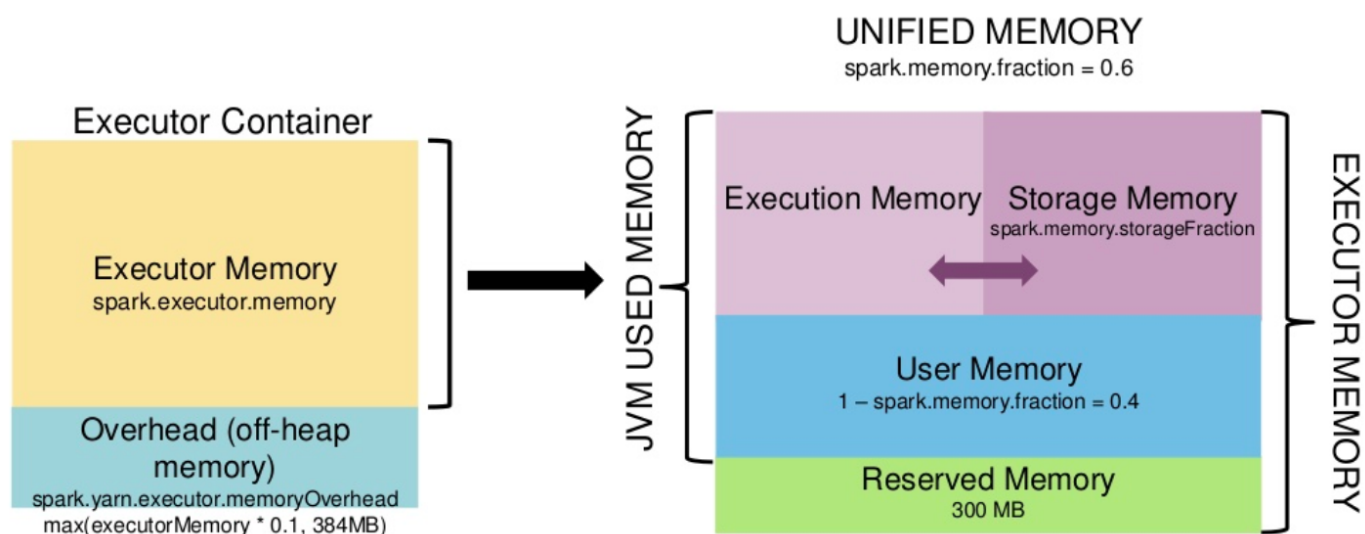 UNIFIED MEMORY
spark.memory.fraction = 0.6
Executor Container
Executor Memory
spark.executor.memory
Overhead (off-heap
memory)
spark.yarn.executor.memoryOverhead
max(executorMemory * 0.1, 384MB)
JVM USED MEMORY
Execution Memory
Storage Memory
spark.memory.storageFraction
User Memory
1 – spark.memory.fraction = 0.4
Reserved Memory
300 MB
EXECUTOR MEMORY